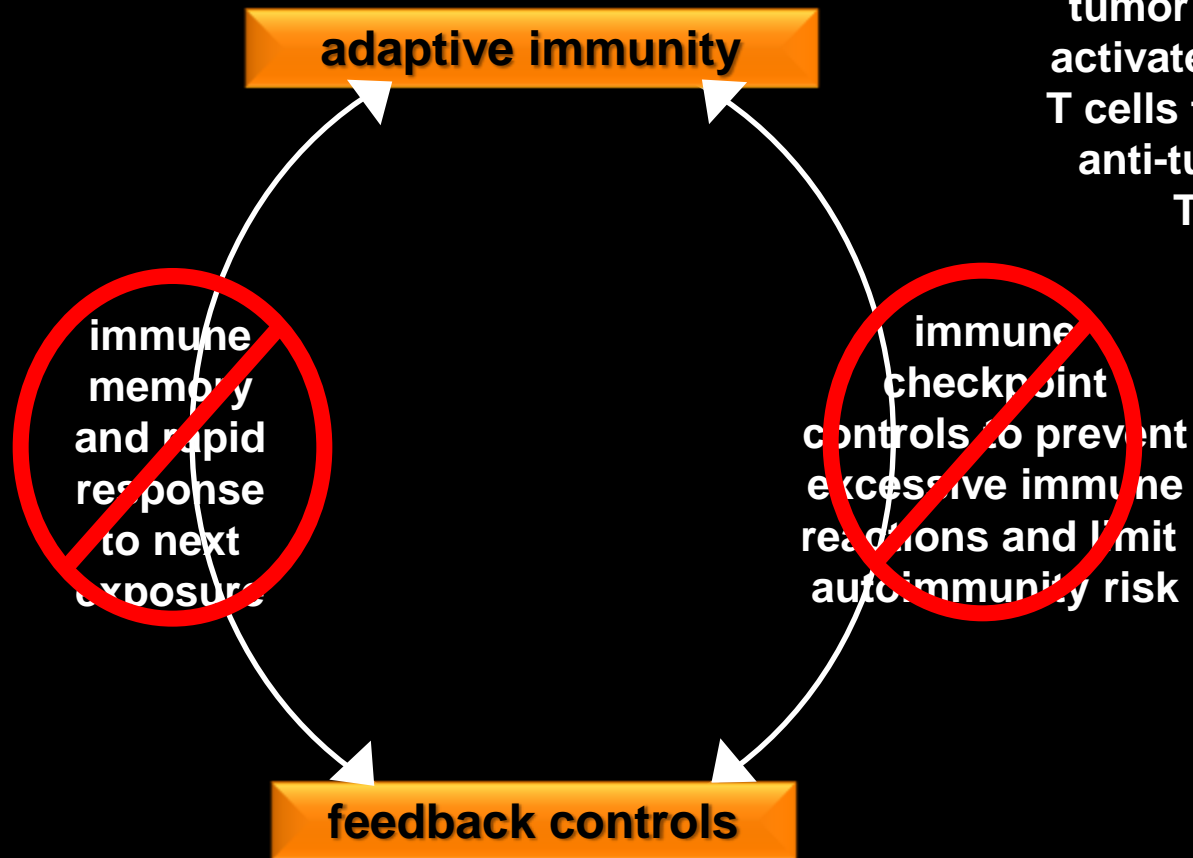 adaptive immunity
tumor
activate
T cells
anti-tu
T
immune
memory
and rapid
response
to next
exposure
immune
checkpoint
controls to prevent
excessive immune
reactions and limit
autoimmunity risk
feedback controls